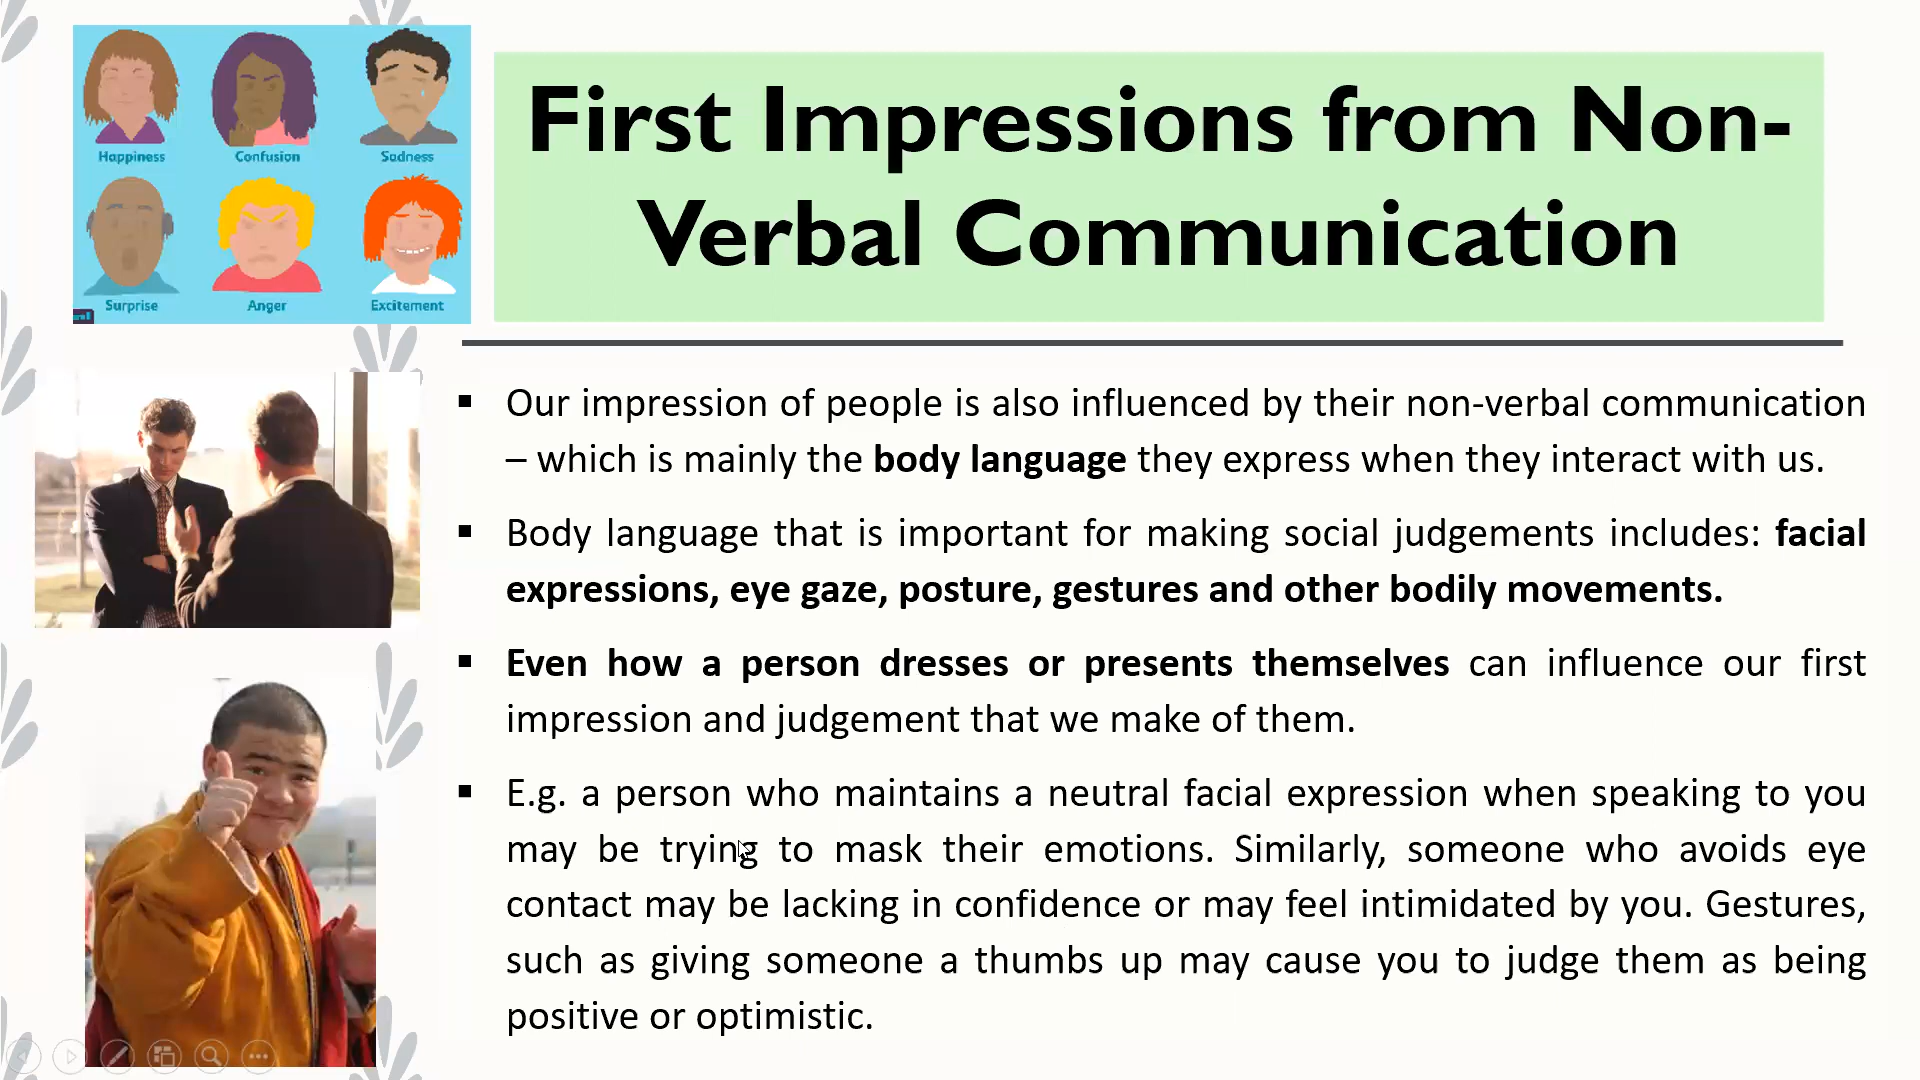 Happiness
Confusion
Sadness
Surprise
Anger
Excitement
First Impressions from Non-
Verbal Communication
▪ Our impression of people is also influenced by their non-verbal communication
– which is mainly the body language they express when they interact with us.
▪ Body language that is important for making social judgements includes: facial
expressions, eye gaze, posture, gestures and other bodily movements.
▪ Even how a person dresses or presents themselves can influence our first
impression and judgement that we make of them.
▪ E.g. a person who maintains a neutral facial expression when speaking to you
may be trying to mask their emotions. Similarly, someone who avoids eye
contact may be lacking in confidence or may feel intimidated by you. Gestures,
such as giving someone a thumbs up may cause you to judge them as being
positive or optimistic.